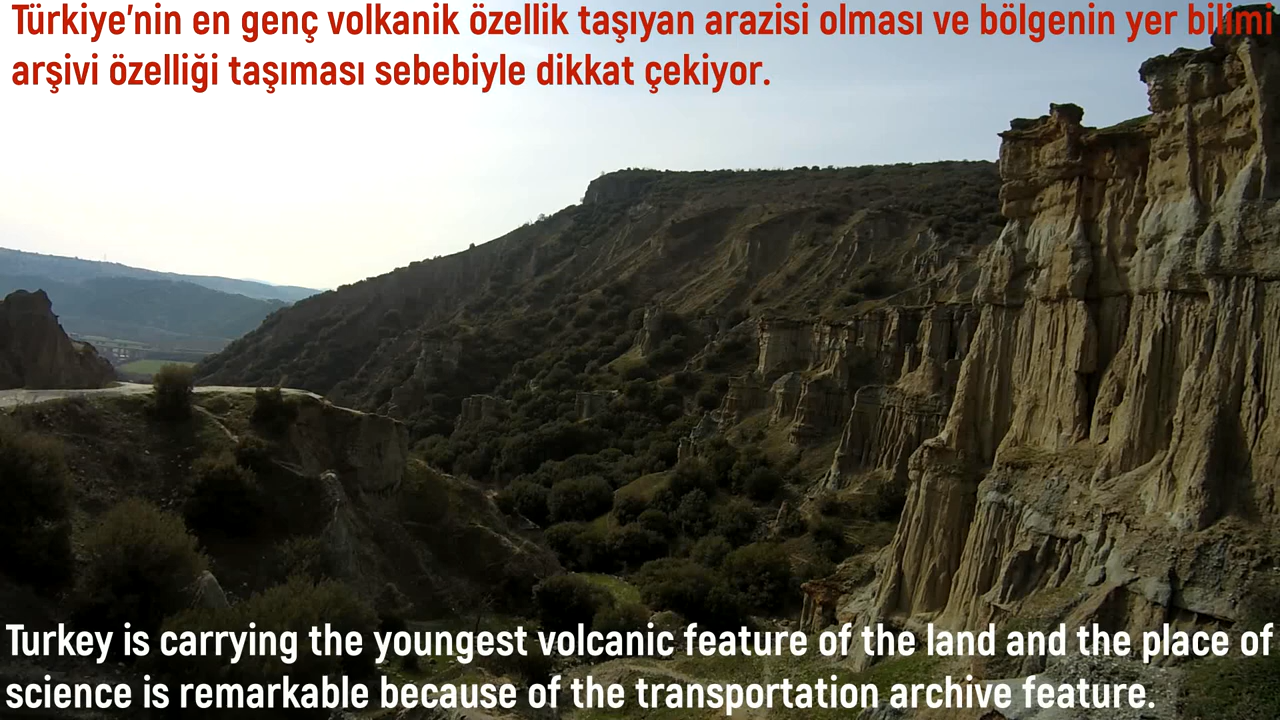 Türkiye'nin en genç volkanik özellik taşıyan arazisi olması ve bölgenin yer bilimi
arşivi özelliği taşıması sebebiyle dikkat çekiyor.
Turkey is carrying the youngest volcanic feature of the land and the place of
science is remarkable because of the transportation archive feature.